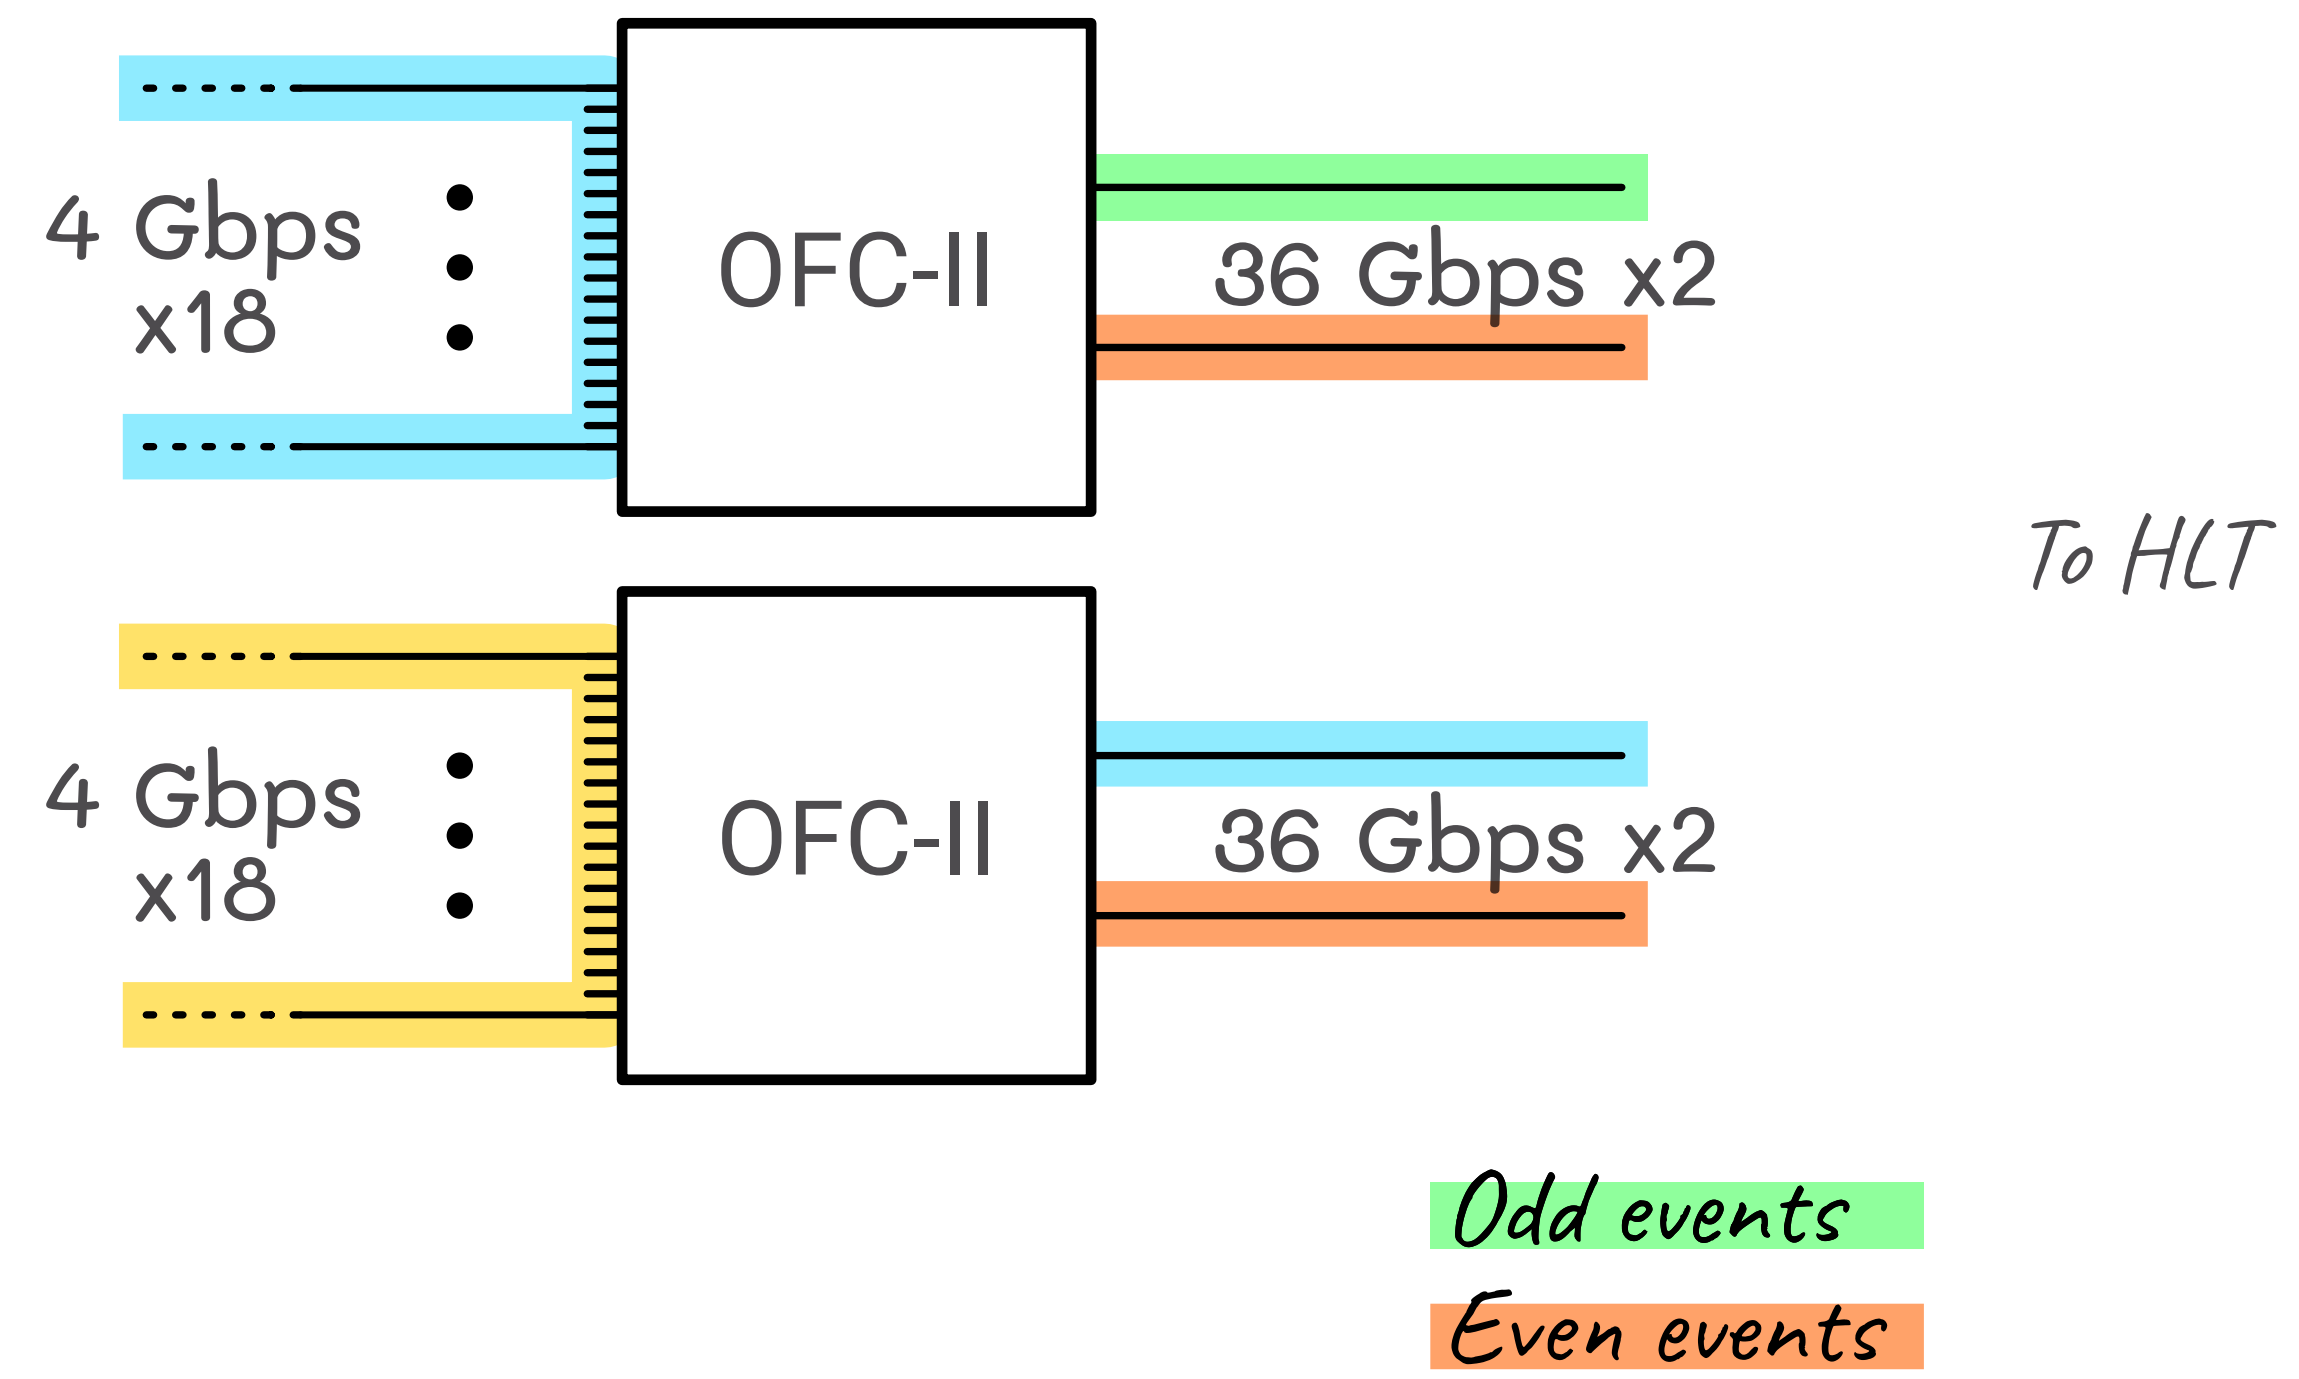 4 Gbps
x18
OFC-II
36 Gbps x2
To HLT
4 Gbps
x18
OFC-II
36 Gbps x2
Odd events
Even events